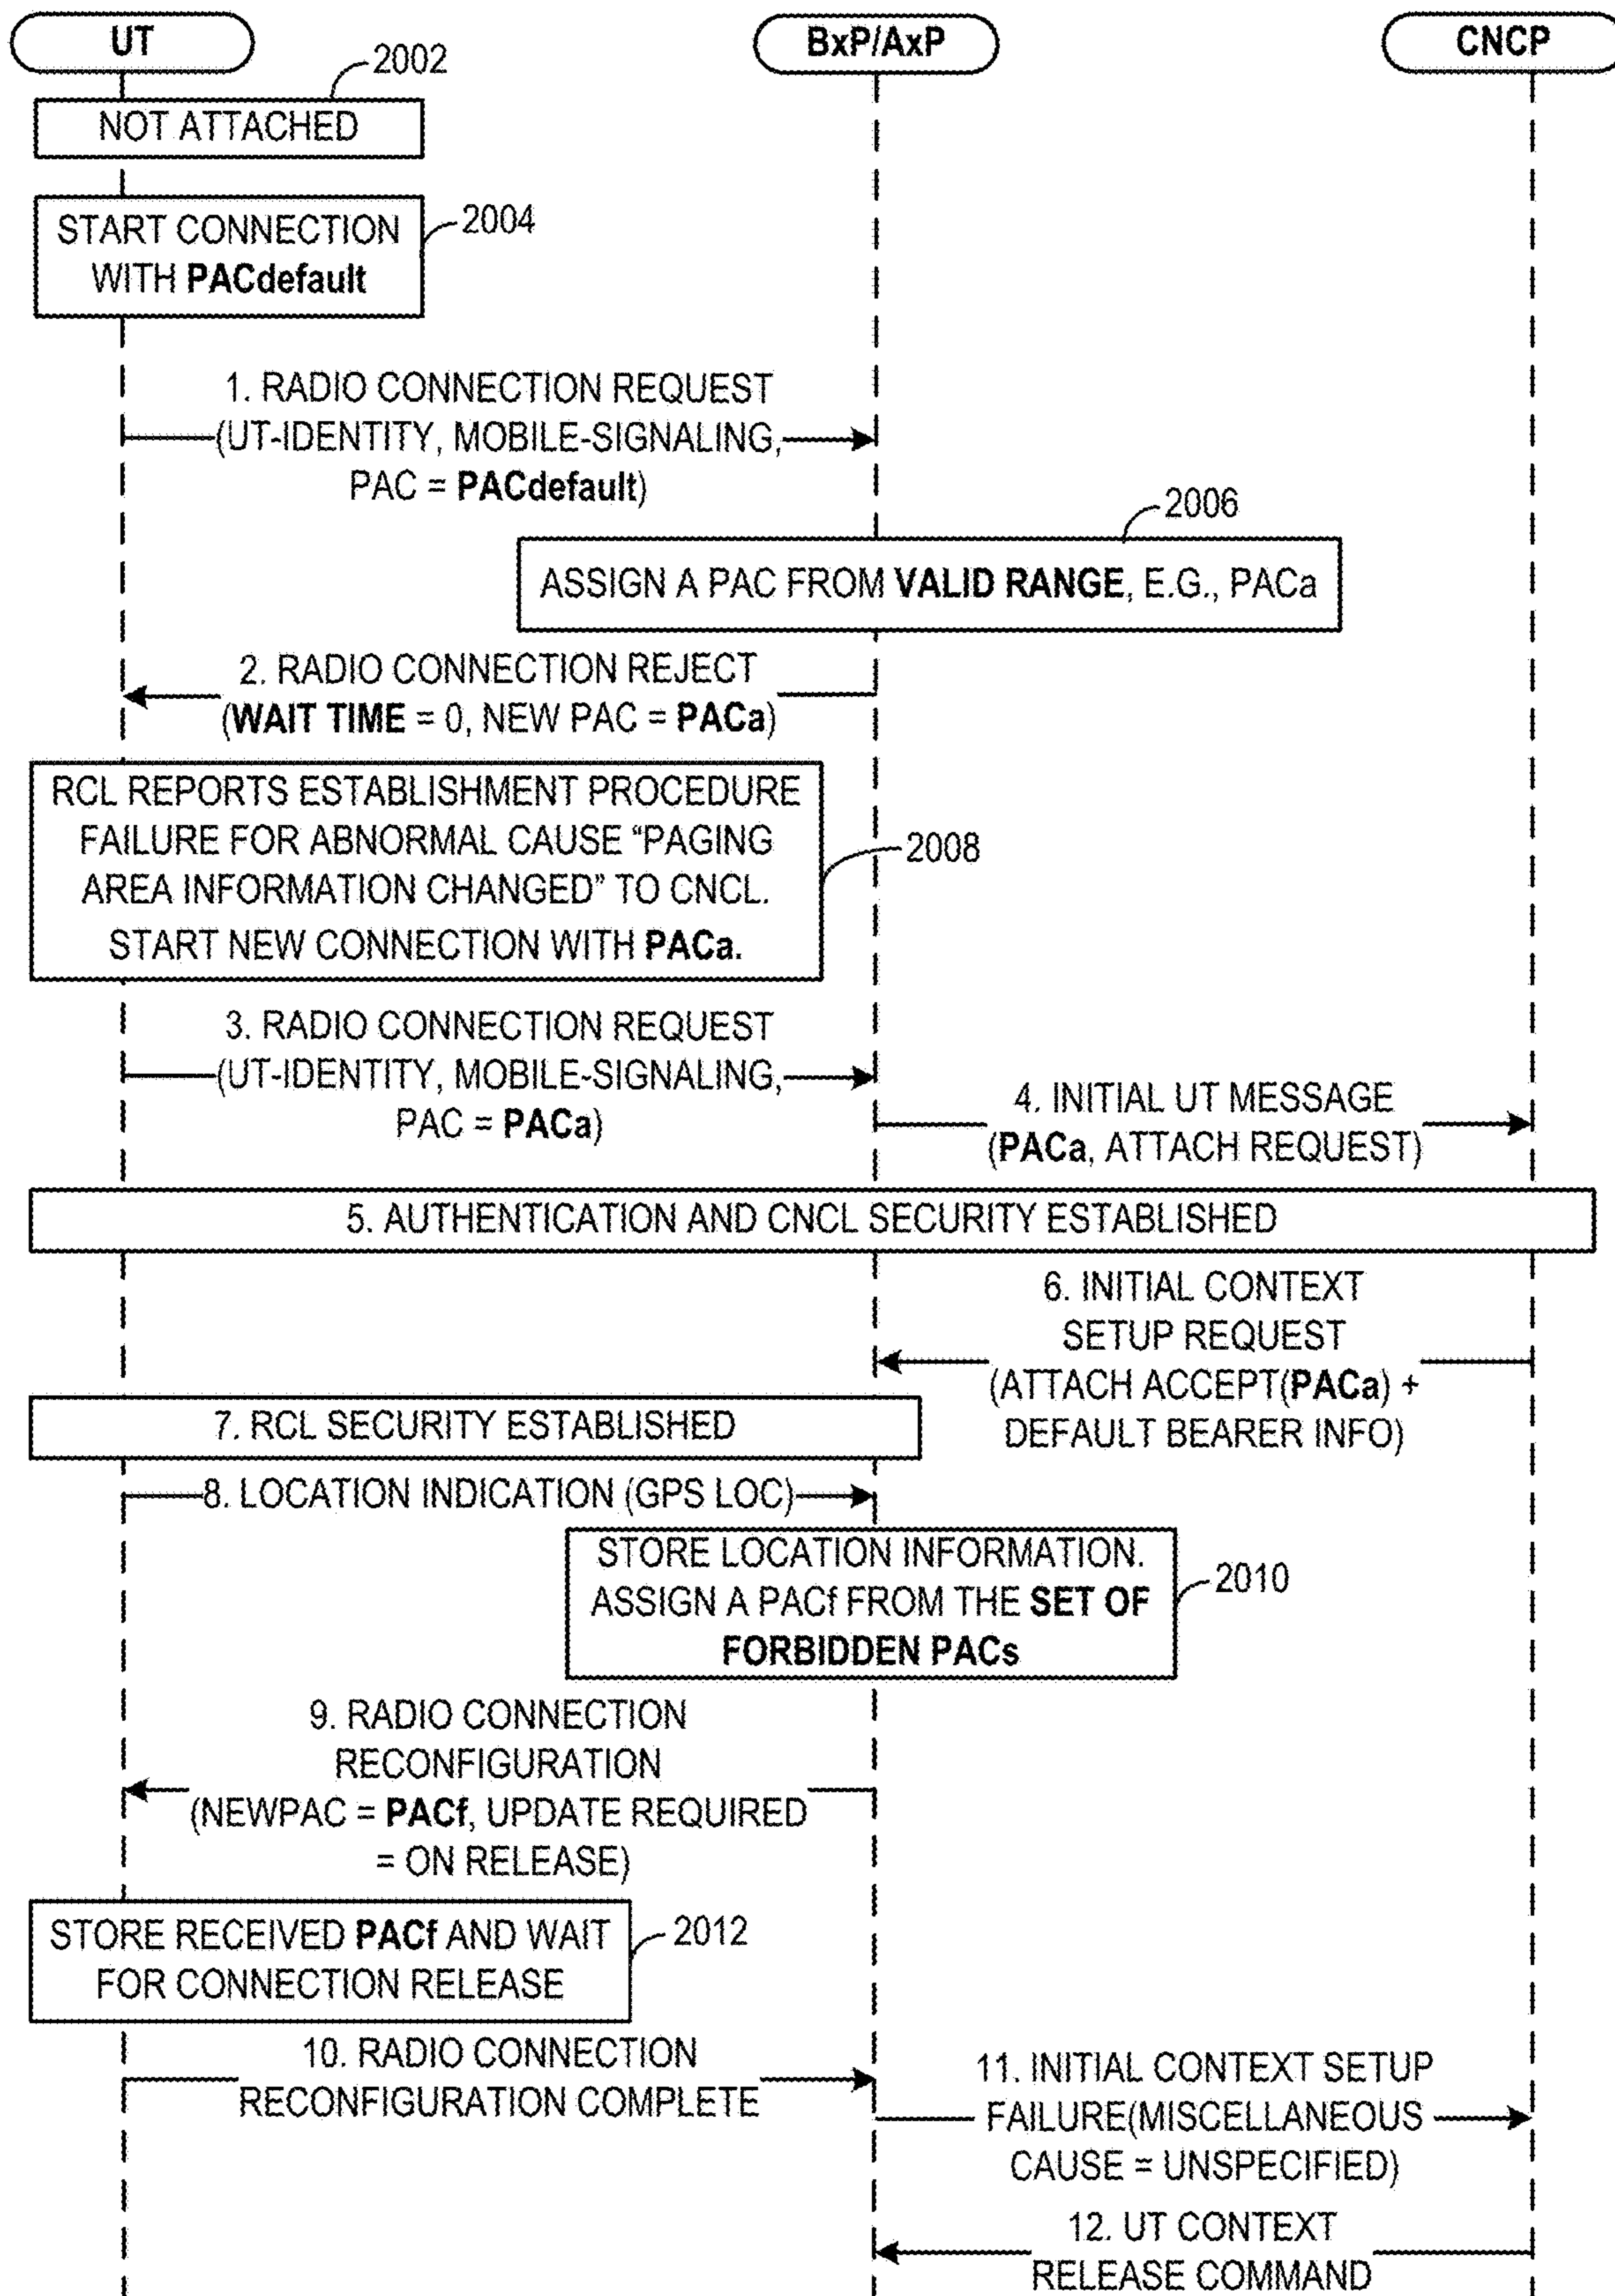 UT
BxP/AxP
CNCP
2002
NOT ATTACHED
START CONNECTION
WITH PACdefault
2004
1. RADIO CONNECTION REQUEST
(UT-IDENTITY, MOBILE-SIGNALING,
PAC = PACdefault)
2006
ASSIGN A PAC FROM VALID RANGE, E.G., PACa
2. RADIO CONNECTION REJECT
(WAIT TIME = 0, NEW PAC = PACa)
RCL REPORTS ESTABLISHMENT PROCEDURE
FAILURE FOR ABNORMAL CAUSE “PAGING
AREA INFORMATION CHANGED” TO CNCL.
START NEW CONNECTION WITH PACa.
2008
3. RADIO CONNECTION REQUEST
(UT-IDENTITY, MOBILE-SIGNALING,
PAC = PACa)
4. INITIAL UT MESSAGE
(PACa, ATTACH REQUEST)
5. AUTHENTICATION AND CNCL SECURITY ESTABLISHED
6. INITIAL CONTEXT
SETUP REQUEST
(ATTACH ACCEPT(PACa) +
DEFAULT BEARER INFO)
7. RCL SECURITY ESTABLISHED
8. LOCATION INDICATION (GPS LOC)
STORE LOCATION INFORMATION.
ASSIGN A PACf FROM THE SET OF
FORBIDDEN PACs
2010
9. RADIO CONNECTION
RECONFIGURATION
(NEWPAC = PACf, UPDATE REQUIRED
= ON RELEASE)
STORE RECEIVED PACf AND WAIT
FOR CONNECTION RELEASE
2012
10. RADIO CONNECTION
RECONFIGURATION COMPLETE
11. INITIAL CONTEXT SETUP
FAILURE(MISCELLANEOUS
CAUSE = UNSPECIFIED)
12. UT CONTEXT
RELEASE COMMAND